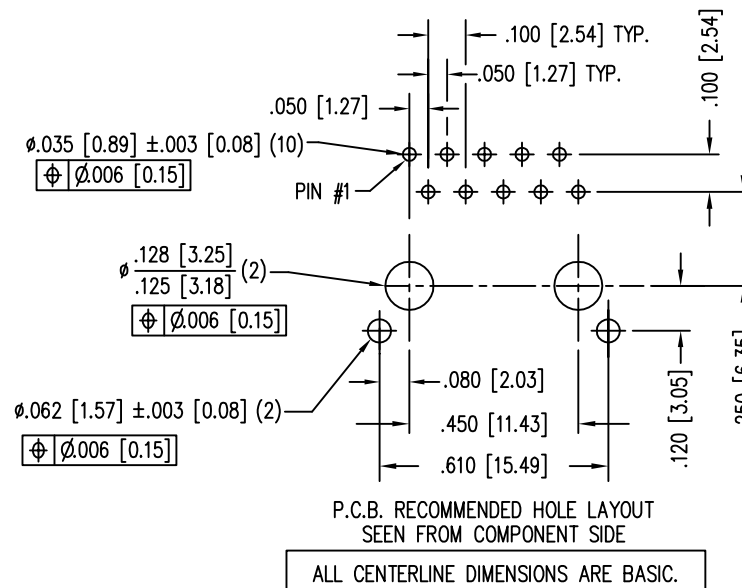 .100 [2.54] TYP.
.050 [1.27] TYP.
.100 [2.54]
.050 [1.27]
ø.035 [0.89] ±.003 [0.08] (10)
⌖ Ø.006 [0.15]
PIN #1
ø .128 [3.25]
.125 [3.18] (2)
⌖ Ø.006 [0.15]
.080 [2.03]
ø.062 [1.57] ±.003 [0.08] (2)
.450 [11.43]
.120 [3.05]
.250 [6.35]
⌖ Ø.006 [0.15]
.610 [15.49]
P.C.B. RECOMMENDED HOLE LAYOUT
SEEN FROM COMPONENT SIDE
ALL CENTERLINE DIMENSIONS ARE BASIC.